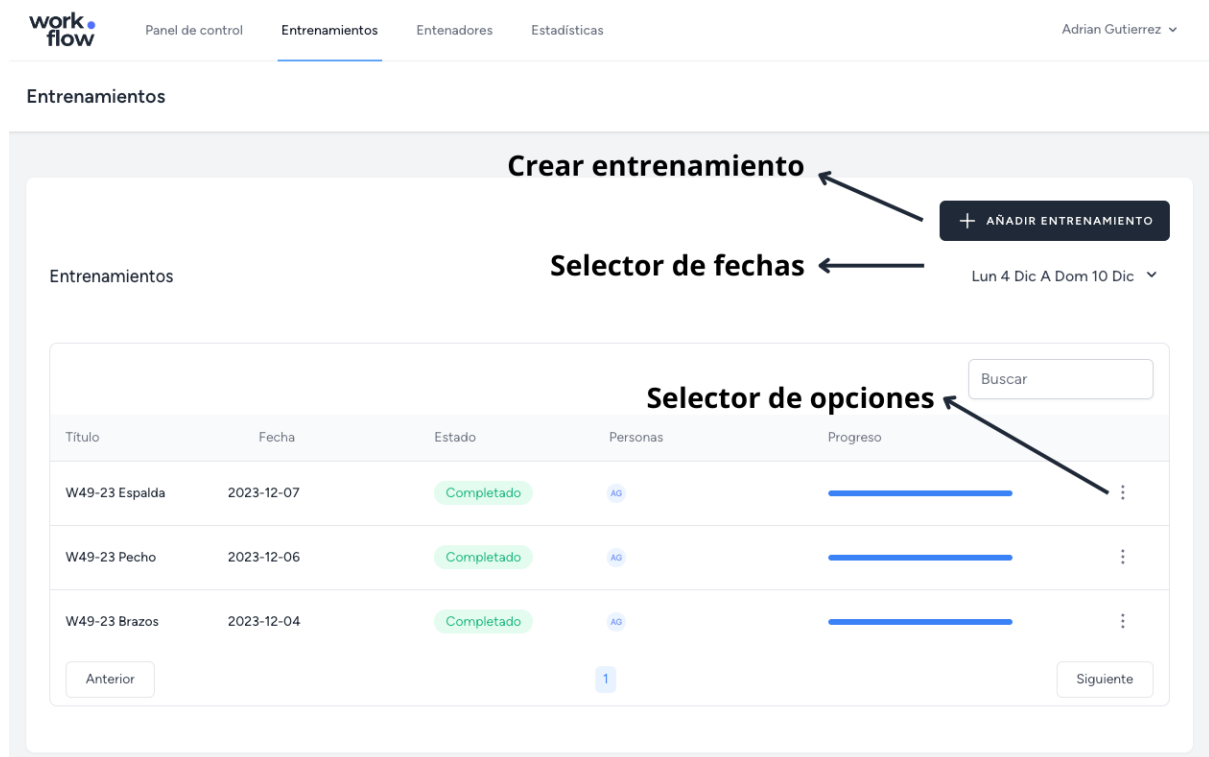 work
flow
Panel de control Entrenamientos Entenadores Estadísticas Adrian Gutierrez
Entrenamientos
Crear entrenamiento
AÑADIR ENTRENAMIENTO
Selector de fechas
Entrenamientos Lun 4 Dic A Dom 10 Dic
Buscar
Selector de opciones
Título Fecha Estado Personas Progreso
W49-23 Espalda 2023-12-07 Completado AG
W49-23 Pecho 2023-12-06 Completado AG
W49-23 Brazos 2023-12-04 Completado AG
Anterior 1 Siguiente